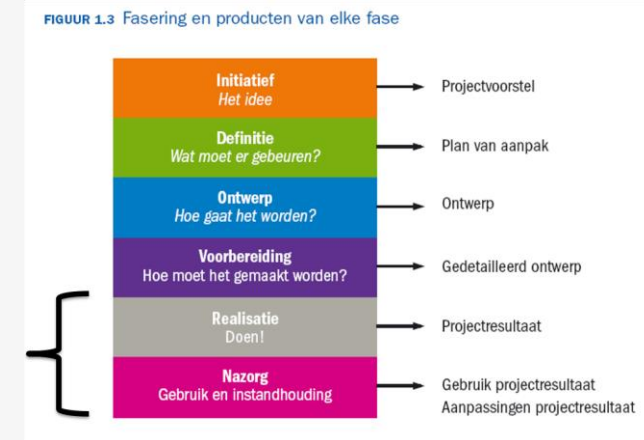 FIGUUR 1.3 Fasering en producten van elke fase
Initiatief
Het idee
Projectvoorstel
Definitie
Wat moet er gebeuren?
Plan van aanpak
Ontwerp
Hoe gaat het worden?
Ontwerp
Voorbereiding
Hoe moet het gemaakt worden?
Gedetailleerd ontwerp
Realisatie
Doen!
Projectresultaat
Nazorg
Gebruik en instandhouding
Gebruik projectresultaat
Aanpassingen projectresultaat